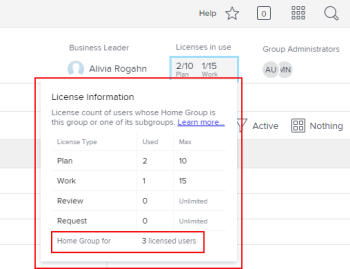 Help
0
Business Leader
Licenses in use
Group Administrators
Alivia Rogahn
2/10 1/15
Plan Work
AU MN
License Information
License count of users whose Home Group is
this group or one of its subgroups. Learn more...
Active
Nothing
License Type Used Max
Plan 2 10
Work 1 15
Review 0 Unlimited
Request 0 Unlimited
Home Group for 3 licensed users